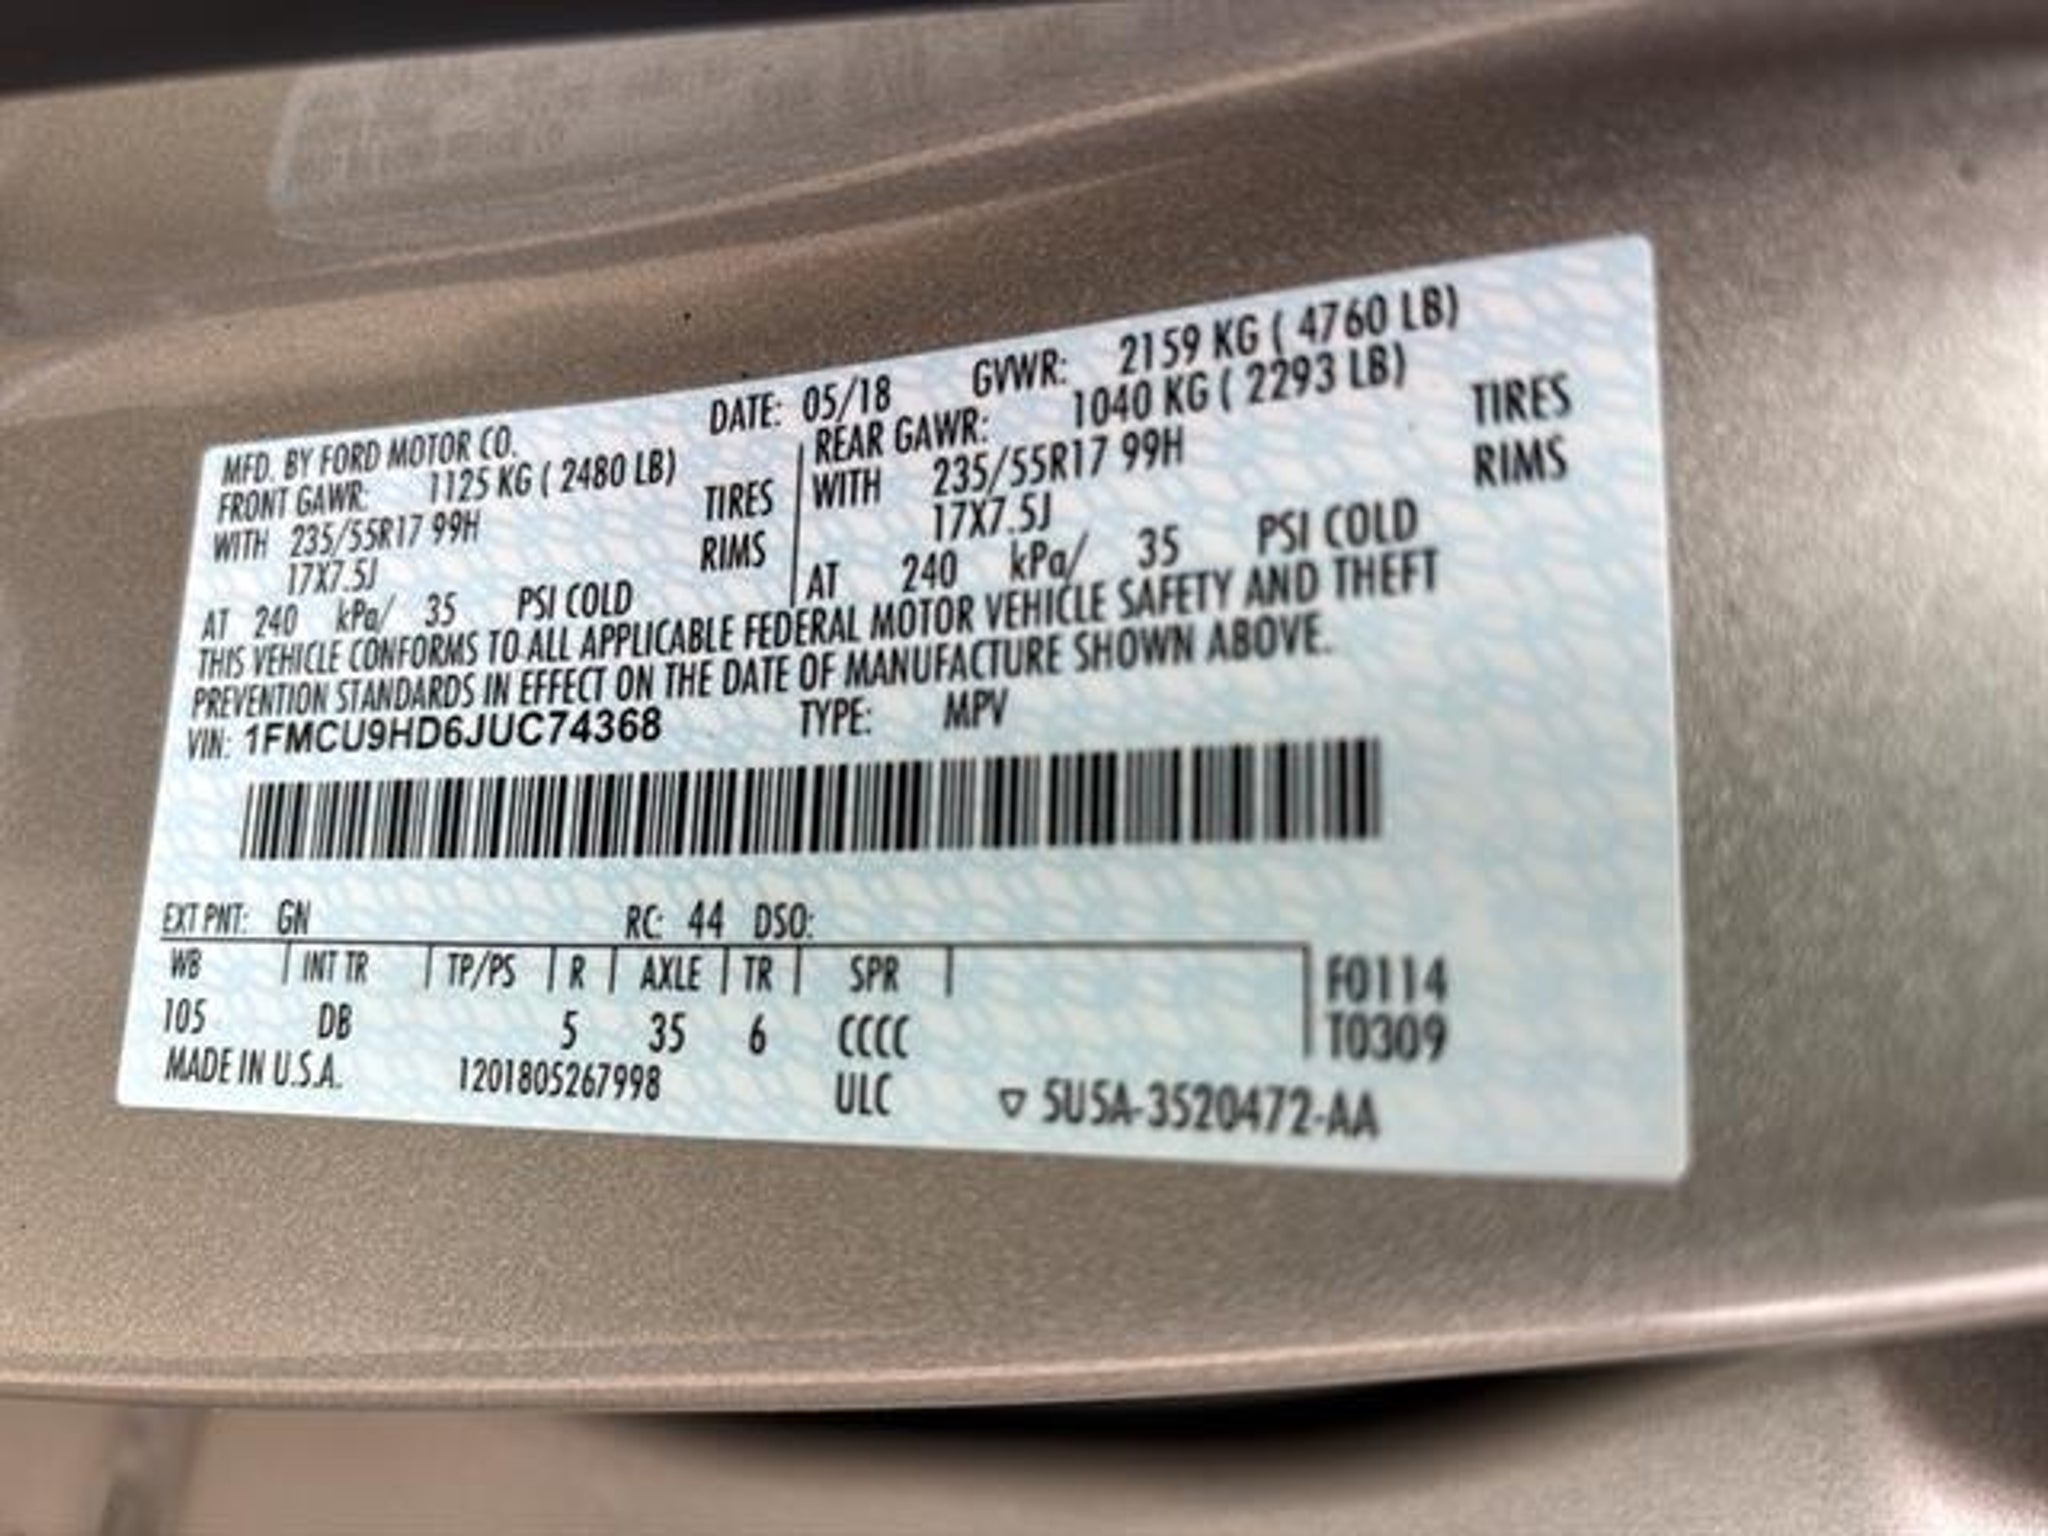 MFD. BY FORD MOTOR CO. DATE: 05/18 GVWR: 2159 KG ( 4760 LB)
FRONT GAWR: 1125 KG ( 2480 LB) REAR GAWR: 1040 KG ( 2293 LB)
WITH 235/55R17 99H TIRES WITH 235/55R17 99H TIRES
17X7.5J RIMS 17X7.5J RIMS
AT 240 kPa/ 35 PSI COLD AT 240 kPa/ 35 PSI COLD
THIS VEHICLE CONFORMS TO ALL APPLICABLE FEDERAL MOTOR VEHICLE SAFETY AND THEFT
PREVENTION STANDARDS IN EFFECT ON THE DATE OF MANUFACTURE SHOWN ABOVE.
VIN: 1FMCU9HD6JUC74368 TYPE: MPV
EXT PNT: GN RC: 44 DSO:
WB INT TR TP/PS R AXLE TR SPR F0114
105 DB 5 35 6 CCCC T0309
MADE IN U.S.A. 1201805267998 ULC ▽ 5U5A-3520472-AA